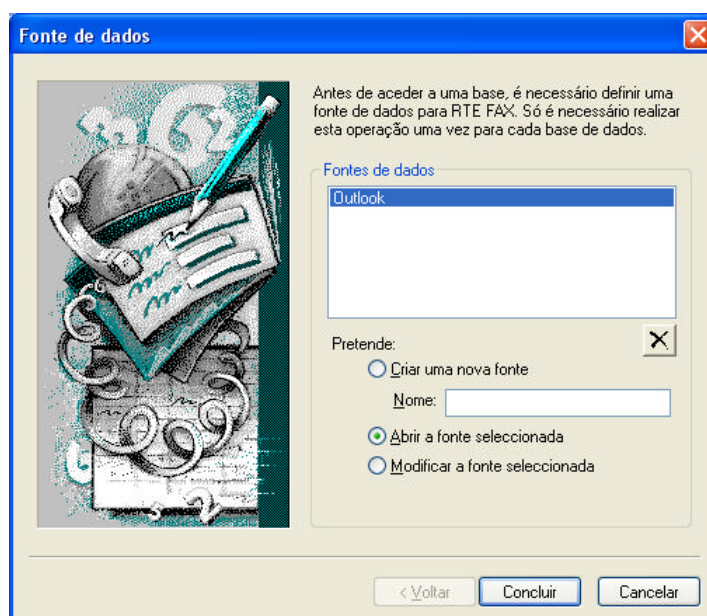 Fonte de dados
Antes de aceder a uma base, é necessário definir uma
fonte de dados para RTE FAX. Só é necessário realizar
esta operação uma vez para cada base de dados.
Fontes de dados
Outlook
Pretende:
Criar uma nova fonte
Nome:
Abrir a fonte seleccionada
Modificar a fonte seleccionada
< Voltar
Concluir
Cancelar